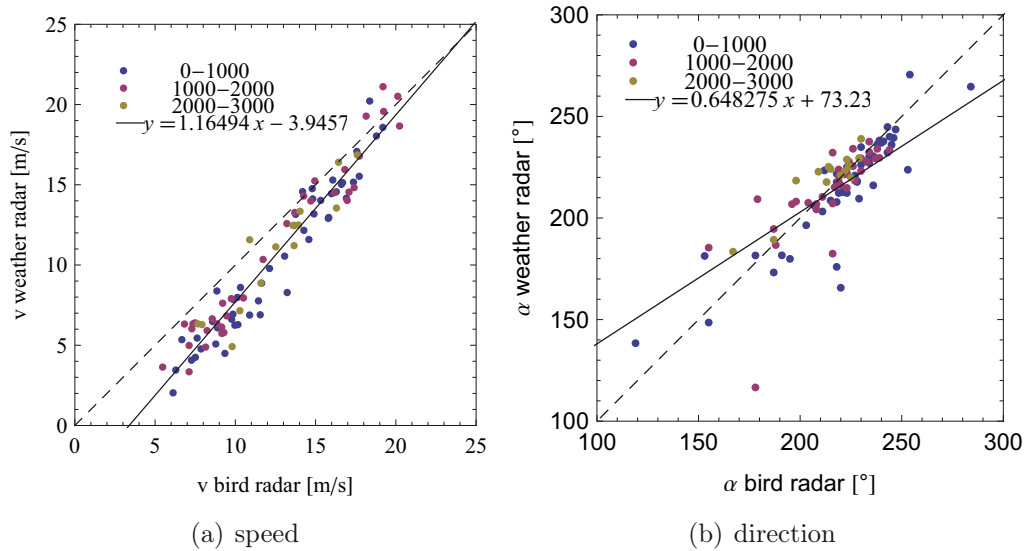 25
20
15
10
5
0
0 5 10 15 20 25
v weather radar [m/s]
v bird radar [m/s]
0–1000
1000–2000
2000–3000
y = 1.16494 x − 3.9457
(a) speed
300
250
200
150
100
100 150 200 250 300
α weather radar [°]
α bird radar [°]
0–1000
1000–2000
2000–3000
y = 0.648275 x + 73.23
(b) direction